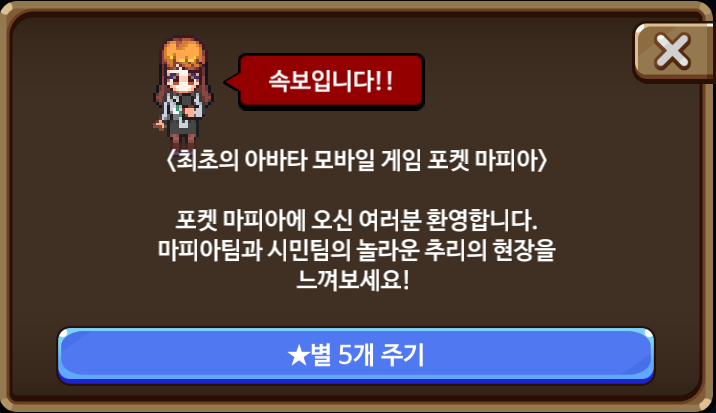 속보입니다!!
<최초의 아바타 모바일 게임 포켓 마피아>
포켓 마피아에 오신 여러분 환영합니다.
마피아팀과 시민팀의 놀라운 추리의 현장을
느껴보세요!
★별 5개 주기